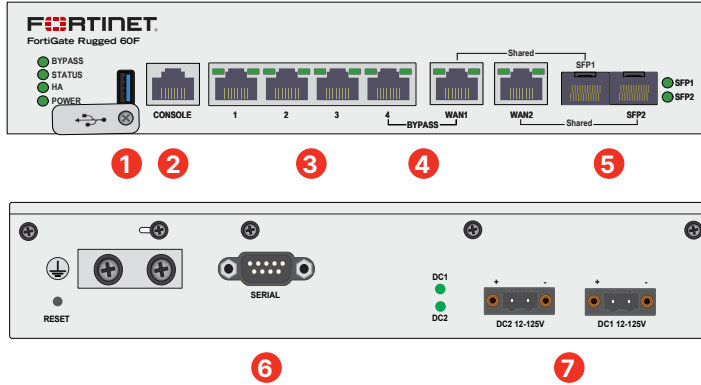 FORTINET
FortiGate Rugged 60F
BYPASS
STATUS
HA
POWER
CONSOLE
1
2
3
4
BYPASS
WAN1
WAN2
Shared
SFP1
Shared
SFP2
SFP1
SFP2
1
2
3
4
5
RESET
SERIAL
DC1
DC2
+ -
DC2 12-125V
+ -
DC1 12-125V
6
7